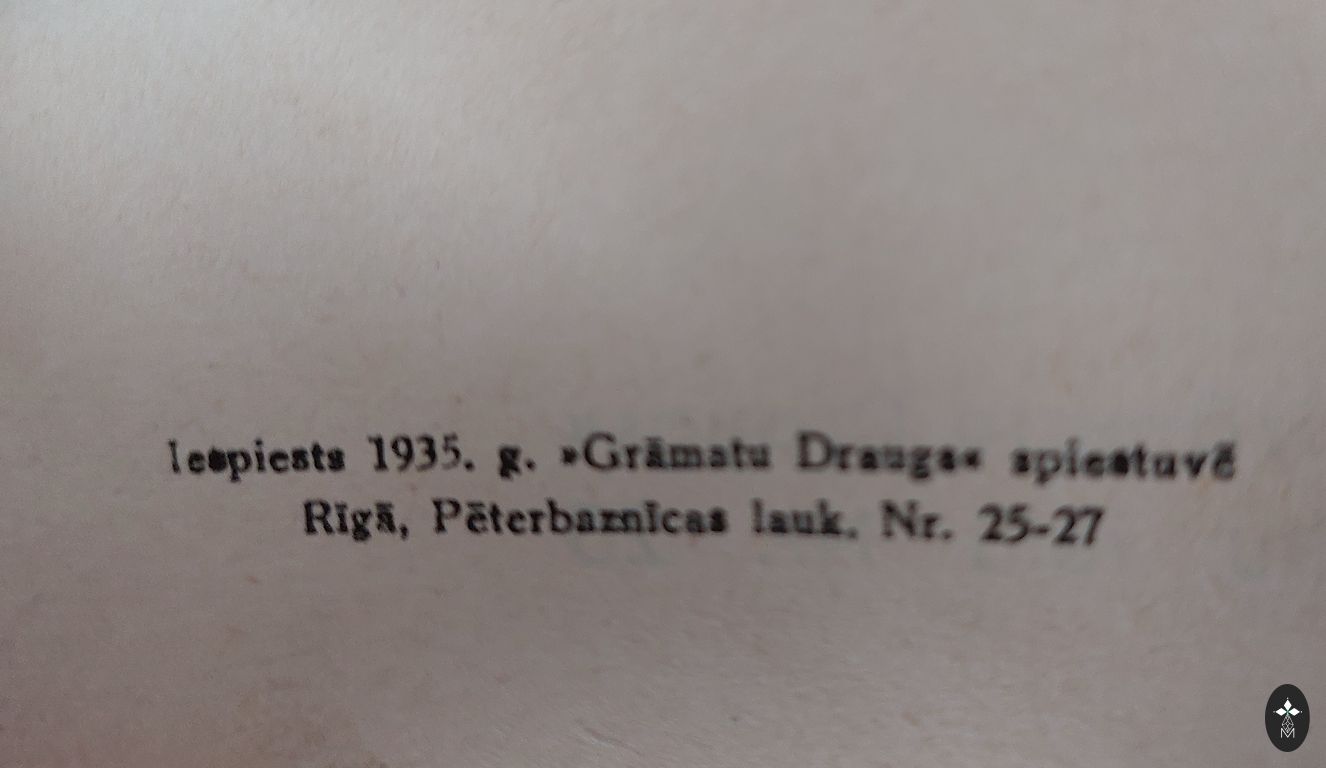 Iespiests 1935. g. »Grāmatu Drauga« spiestuvē
Rīgā, Pēterbaznīcas lauk. Nr. 25-27